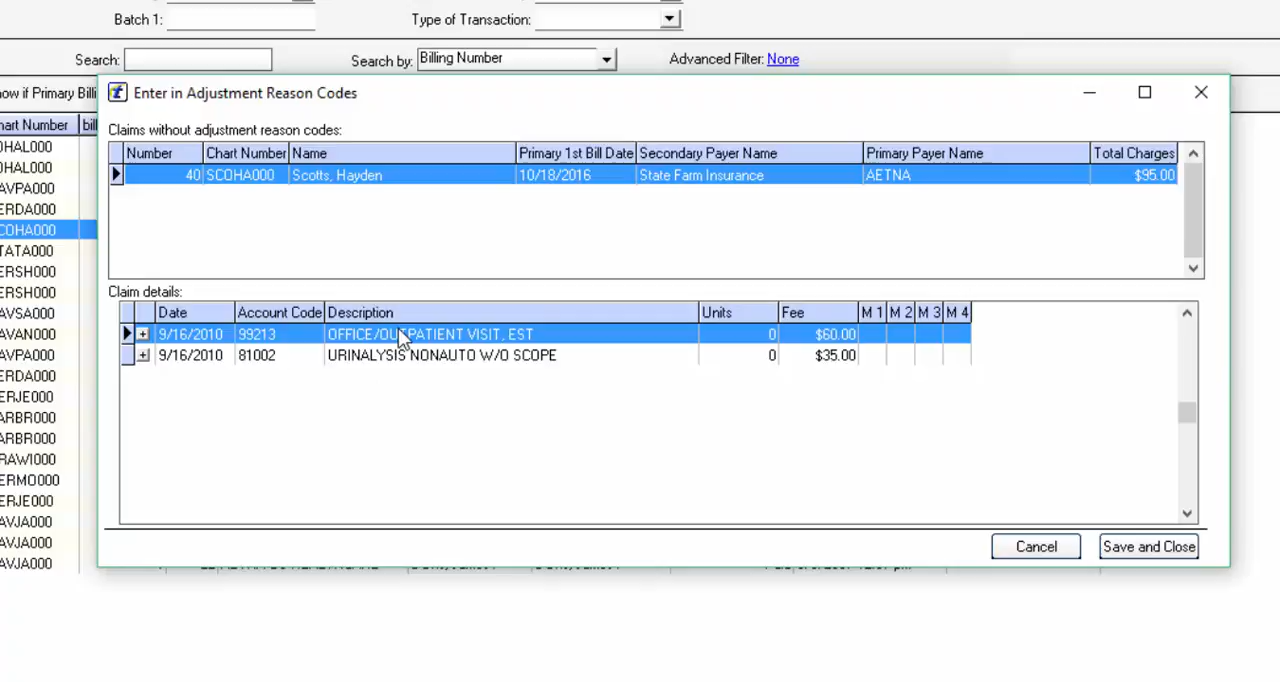 Batch 1:
Type of Transaction:
Search:
Search by: Billing Number
Advanced Filter: None
now if Primary Billi
Enter in Adjustment Reason Codes
Claims without adjustment reason codes:
Number Chart Number Name Primary 1st Bill Date Secondary Payer Name Primary Payer Name Total Charges
40 SCOHA000 Scotts, Hayden 10/18/2016 State Farm Insurance AETNA $95.00
Claim details:
Date Account Code Description Units Fee M 1 M 2 M 3 M 4
9/16/2010 99213 OFFICE/OUTPATIENT VISIT, EST 0 $60.00
9/16/2010 81002 URINALYSIS NONAUTO W/O SCOPE 0 $35.00
Cancel
Save and Close
hart Number bil
OHAL000
OHAL000
AVPA000
ERDA000
COHA000
TATA000
ERSH000
ERSH000
AVSA000
AVAN000
AVPA000
ERDA000
ERJE000
ARBR000
ARBR000
RAWI000
ERMO000
ERJE000
AVJA000
AVJA000
AVJA000